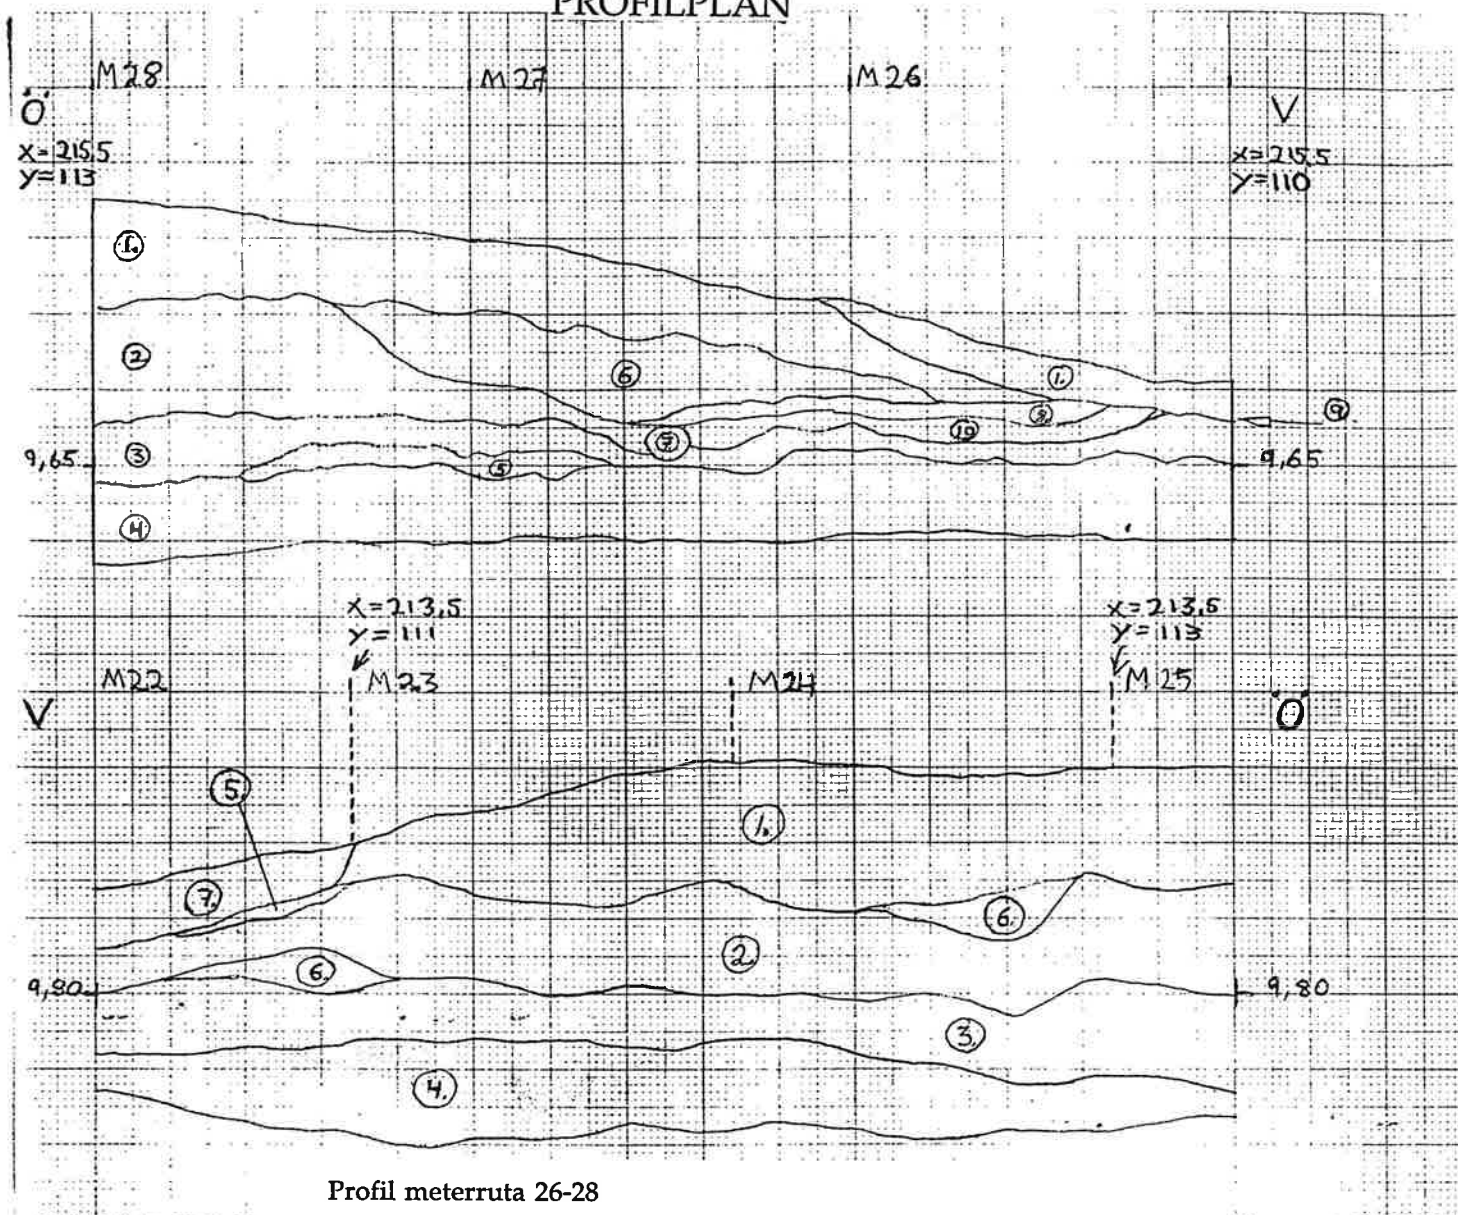 PROFILPLAN
M28
M27
M26
Ö
V
X=215.5
Y=113
X=215.5
Y=110
1.
2
6
1.
9
8.
3
7.
10
9,65
5
9,65
4
X=213,5
Y=111
X=213,5
Y=113
M22
M23
M24
M25
V
Ö
5.
1.
7.
6.
2.
6.
9,80
9,80
3.
4.
Profil meterruta 26-28